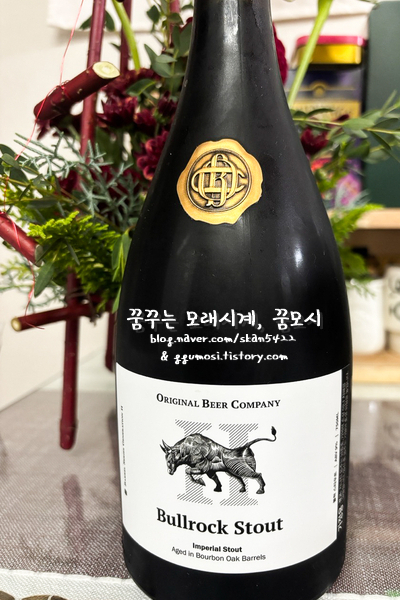 꿈꾸는 모래시계, 꿈모시
blog.naver.com/skan5422
& ggumosi.tistory.com
ORIGINAL BEER COMPANY
II
Bullrock Stout
Imperial Stout
Aged in Bourbon Oak Barrels